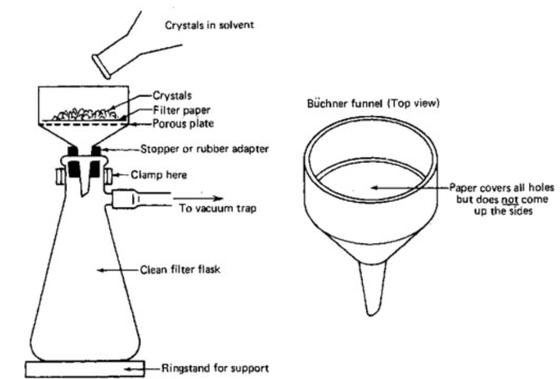 Crystals in solvent
Crystals
Filter paper
Porous plate
Stopper or rubber adapter
Clamp here
To vacuum trap
Clean filter flask
Ringstand for support
Büchner funnel (Top view)
Paper covers all holes
but does not come
up the sides